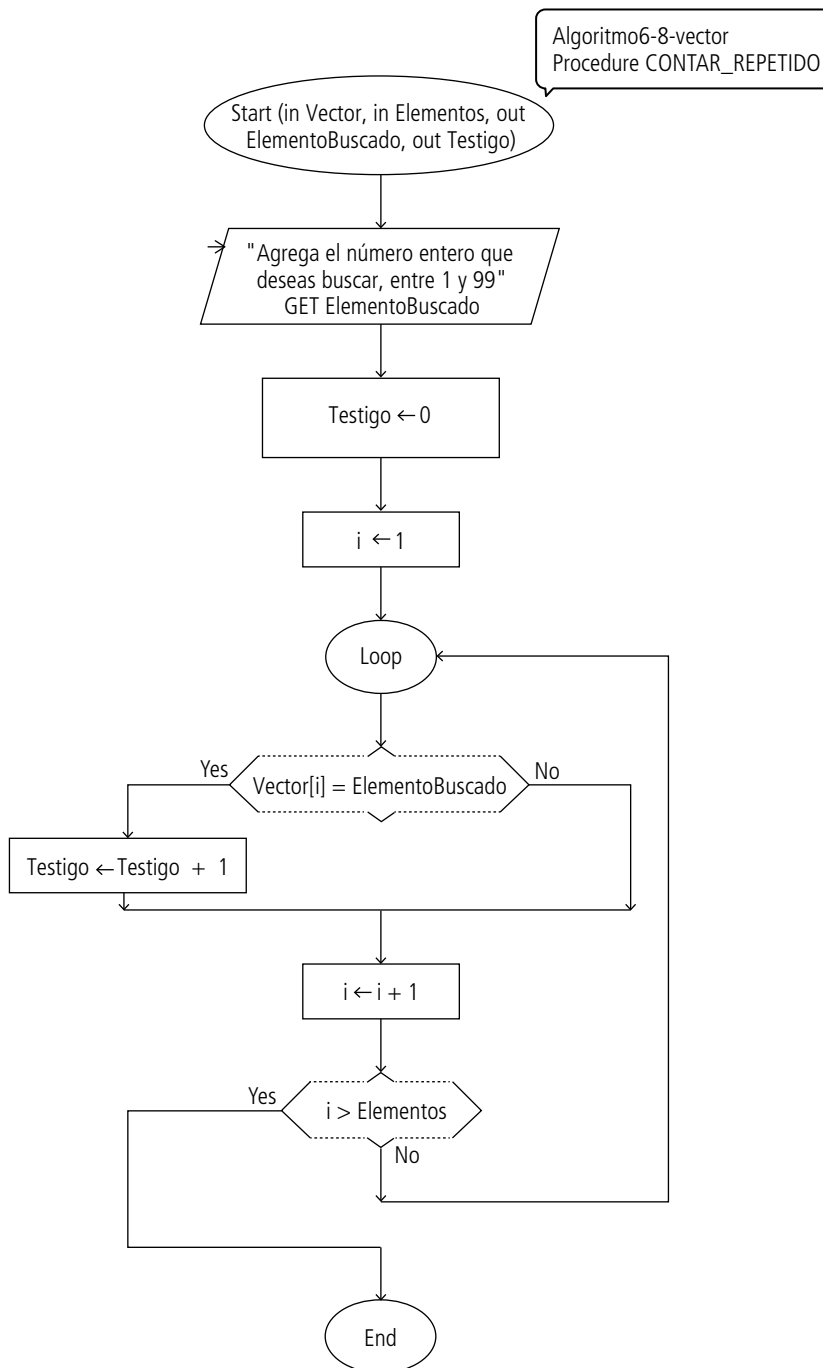 Algoritmo6-8-vector
Procedure CONTAR_REPETIDO
Start (in Vector, in Elementos, out
ElementoBuscado, out Testigo)
"Agrega el número entero que
deseas buscar, entre 1 y 99"
GET ElementoBuscado
Testigo ← 0
i ← 1
Loop
Yes
Vector[i] = ElementoBuscado
No
Testigo ← Testigo + 1
i ← i + 1
Yes
i > Elementos
No
End